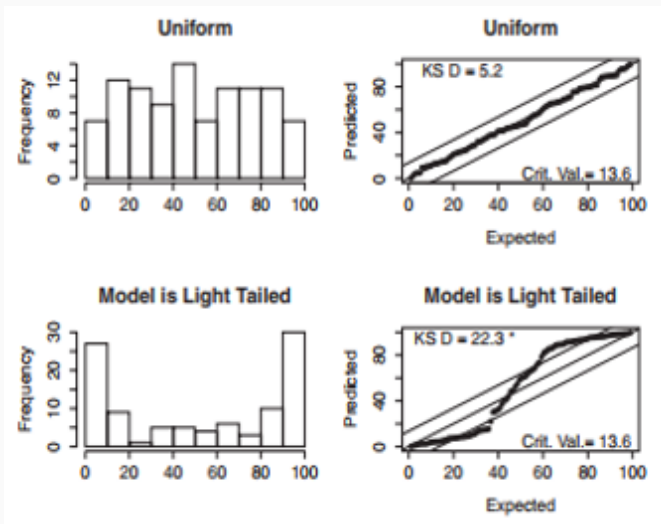 Uniform
Frequency
12
8
4
0
0 20 40 60 80 100
Uniform
KS D = 5.2
Predicted
80
40
0
Crit. Val.= 13.6
0 20 40 60 80 100
Expected
Model is Light Tailed
Frequency
30
20
10
0
0 20 40 60 80 100
Model is Light Tailed
KS D = 22.3 *
Predicted
80
40
0
Crit. Val.= 13.6
0 20 40 60 80 100
Expected